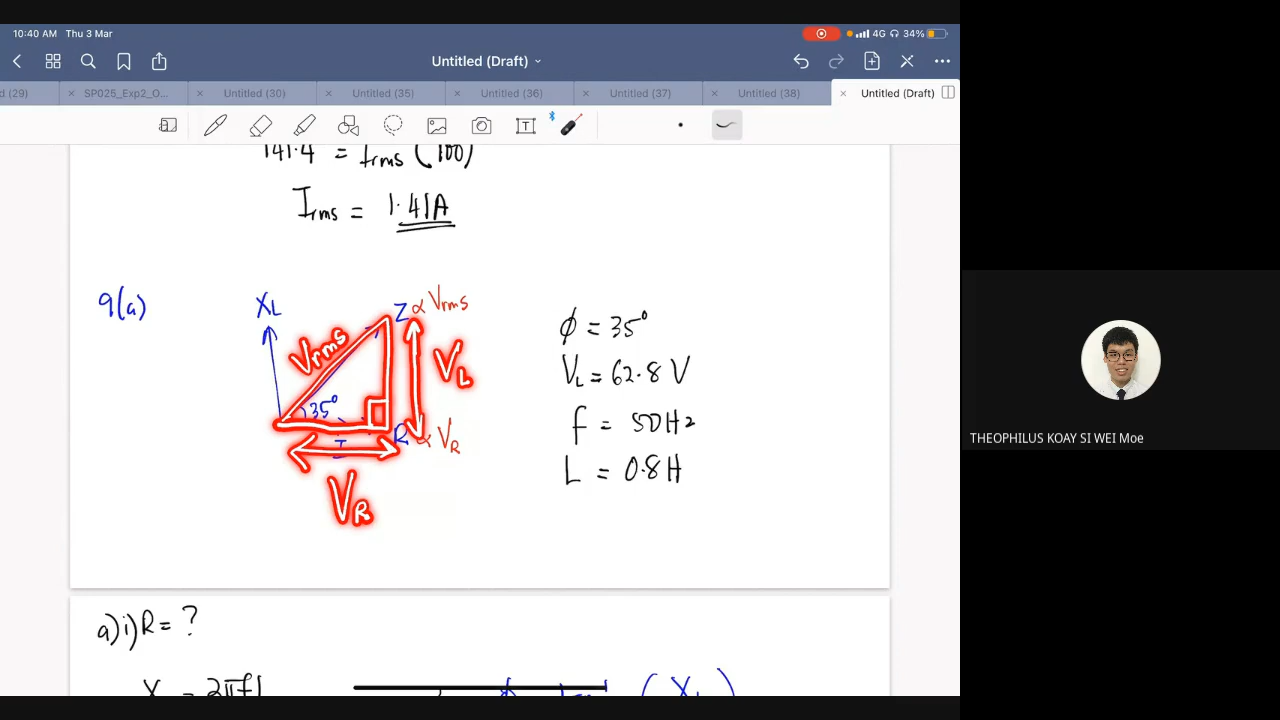 10:40 AM Thu 3 Mar
4G 34%
Untitled (Draft)
d (29)
SP025_Exp2_O...
Untitled (30)
Untitled (35)
Untitled (36)
Untitled (37)
Untitled (38)
Untitled (Draft)
141.4 = Irms (100)
Irms = 1.41A
9(a)
XL
Z ∝ Vrms
Vrms
VL
35°
I
R ∝ VR
VR
ϕ = 35°
VL = 62.8 V
f = 50Hz
L = 0.8H
THEOPHILUS KOAY SI WEI Moe
a)i) R = ?
X = 2πfL
(XL)